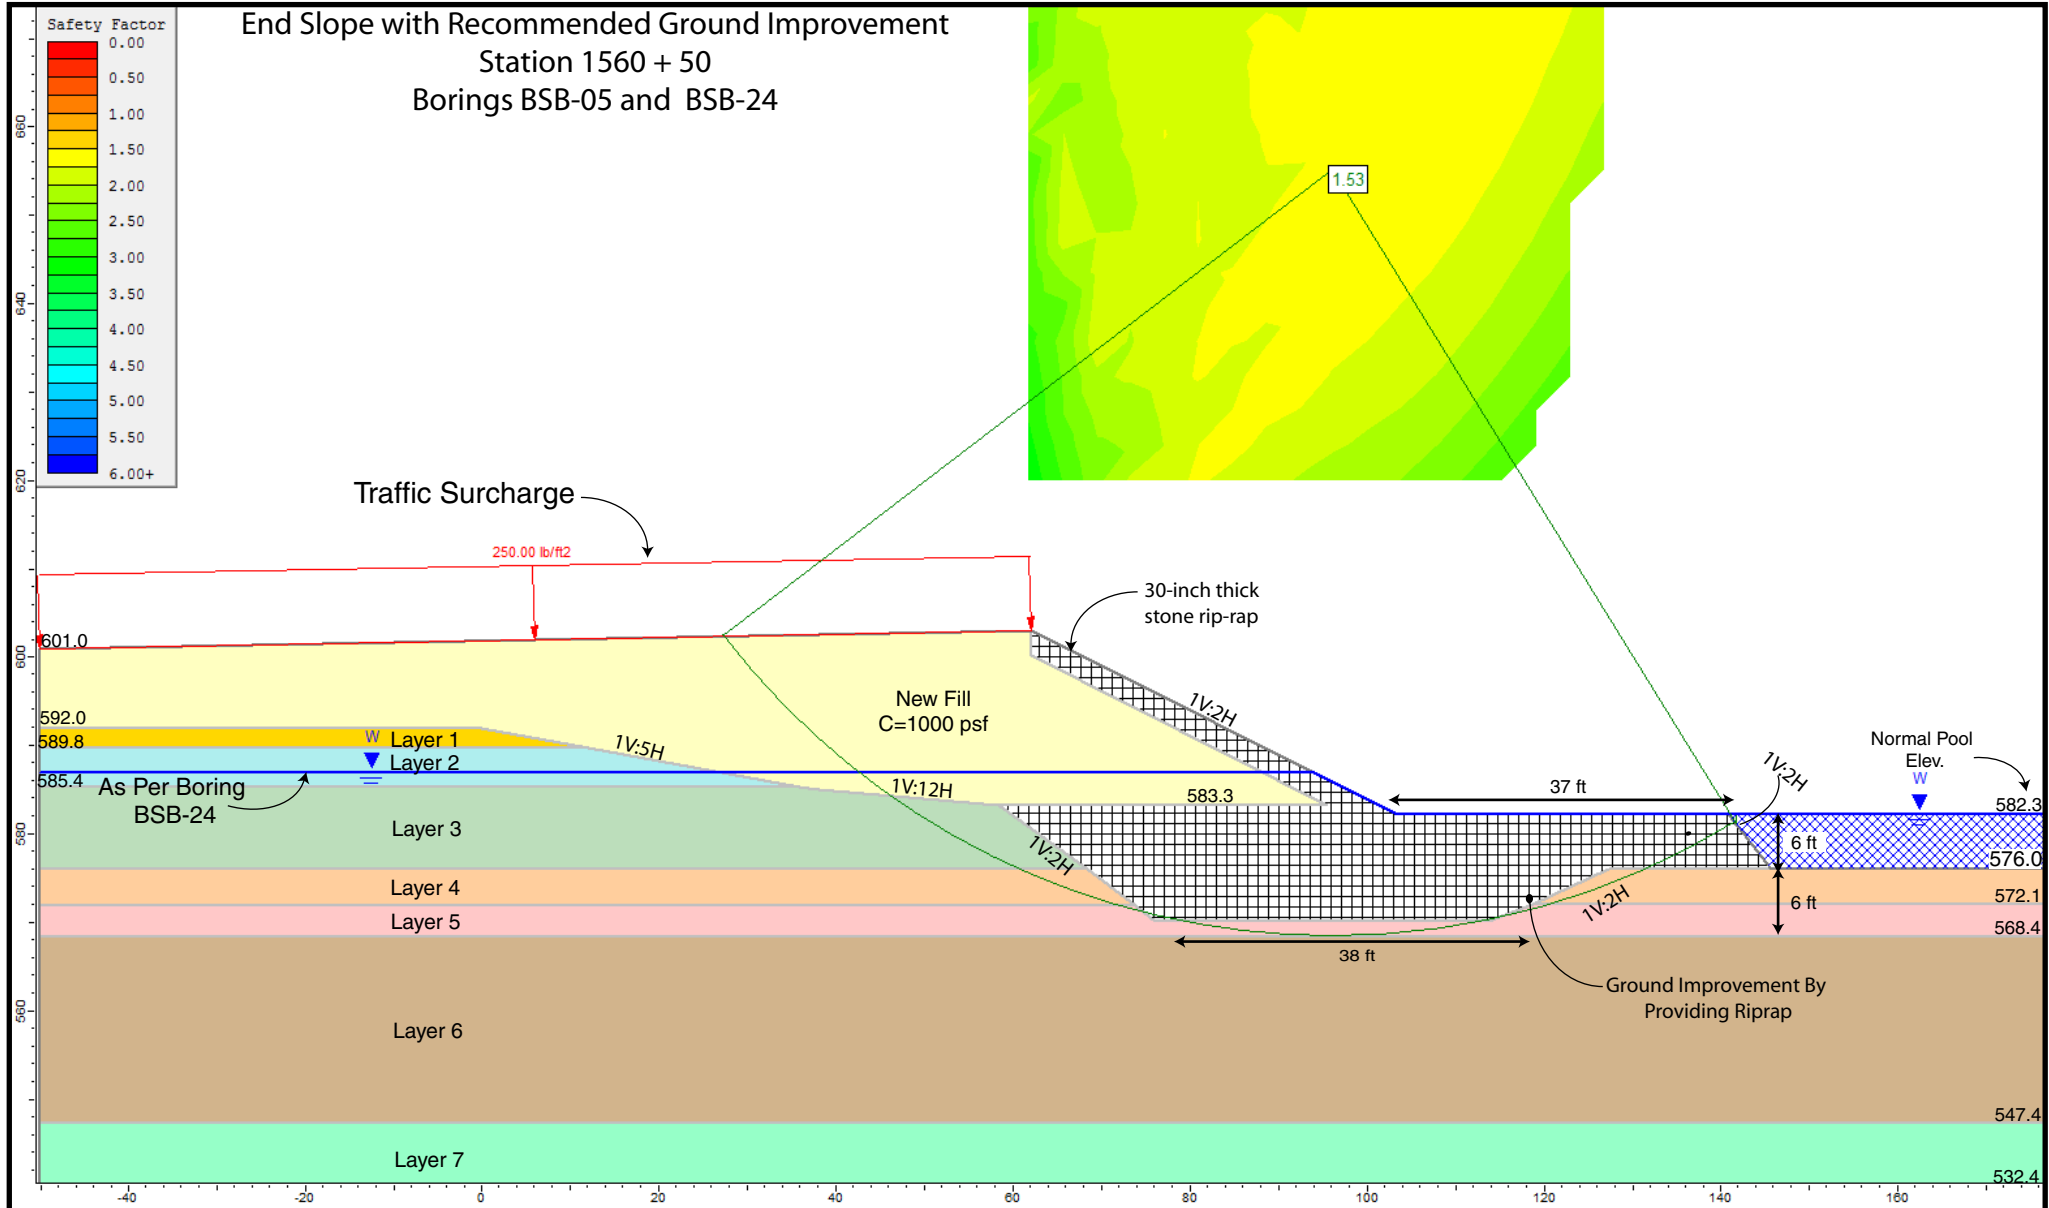 End Slope with Recommended Ground Improvement
Station 1560 + 50
Borings BSB-05 and BSB-24
Safety Factor
0.00
0.50
1.00
1.50
2.00
2.50
3.00
3.50
4.00
4.50
5.00
5.50
6.00+
1.53
Traffic Surcharge
250.00 lb/ft2
30-inch thick
stone rip-rap
601.0
592.0
589.8
585.4
W
Layer 1
Layer 2
As Per Boring
BSB-24
Layer 3
Layer 4
Layer 5
Layer 6
Layer 7
1V:5H
1V:12H
New Fill
C=1000 psf
1V:2H
583.3
1V:2H
37 ft
1V:2H
Normal Pool
Elev.
W
582.3
6 ft
576.0
6 ft
572.1
568.4
1V:2H
38 ft
Ground Improvement By
Providing Riprap
547.4
532.4
660
640
620
600
580
560
-40
-20
0
20
40
60
80
100
120
140
160